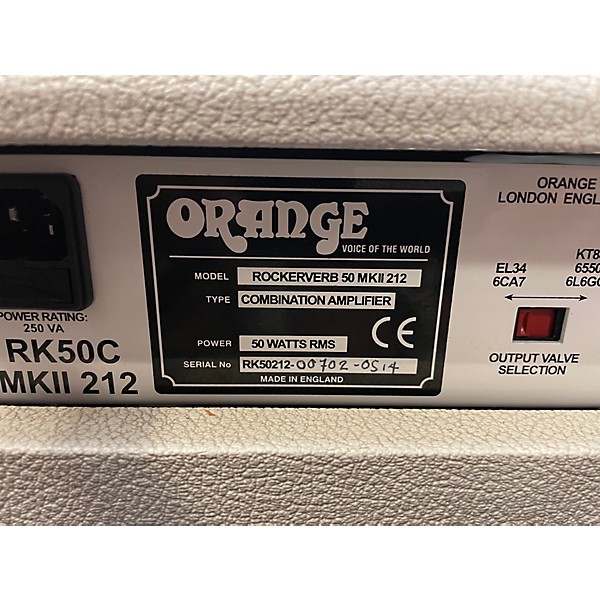 ORANGE
VOICE OF THE WORLD
MODEL ROCKERVERB 50 MKII 212
TYPE COMBINATION AMPLIFIER
POWER 50 WATTS RMS
SERIAL No RK50212-00702-0514
MADE IN ENGLAND
CE
POWER RATING:
250 VA
RK50C
MKII 212
ORANGE
LONDON
EL34
6CA7
6550
OUTPUT VALVE
SELECTION